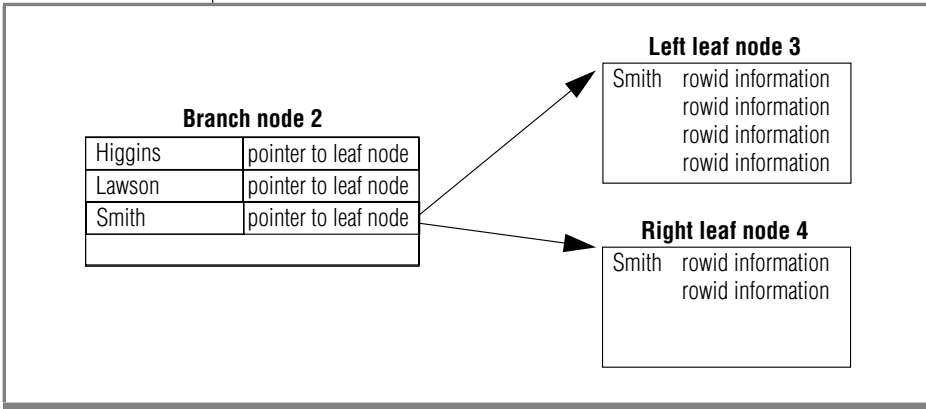 Branch node 2
Higgins pointer to leaf node
Lawson pointer to leaf node
Smith pointer to leaf node
Left leaf node 3
Smith rowid information
rowid information
rowid information
rowid information
Right leaf node 4
Smith rowid information
rowid information